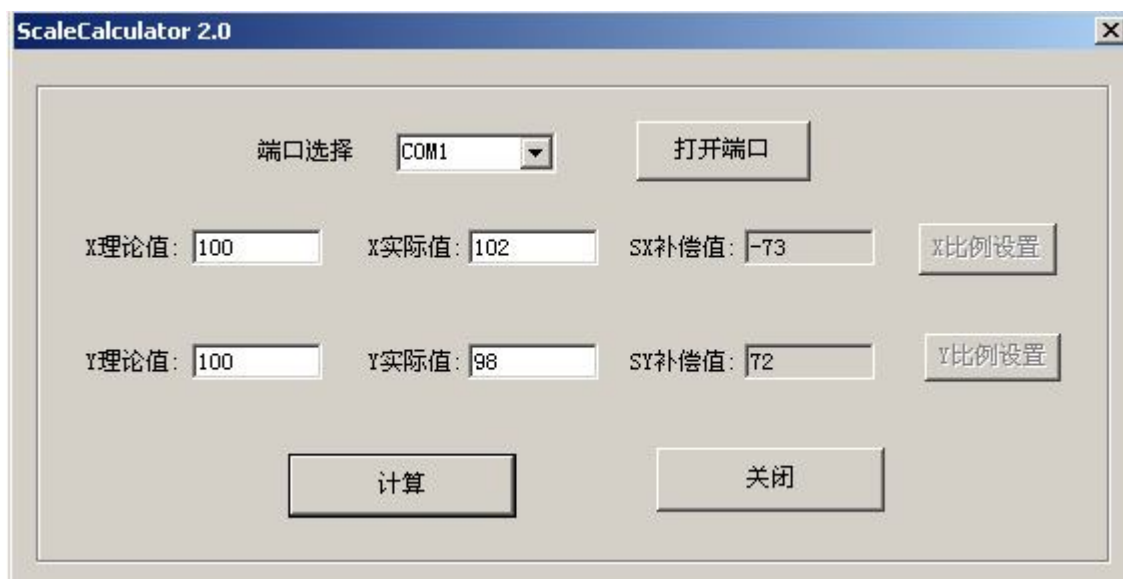 ScaleCalculator 2.0
端口选择 COM1 打开端口
X理论值: 100 X实际值: 102 SX补偿值: -73 X比例设置
Y理论值: 100 Y实际值: 98 SY补偿值: 72 Y比例设置
计算 关闭